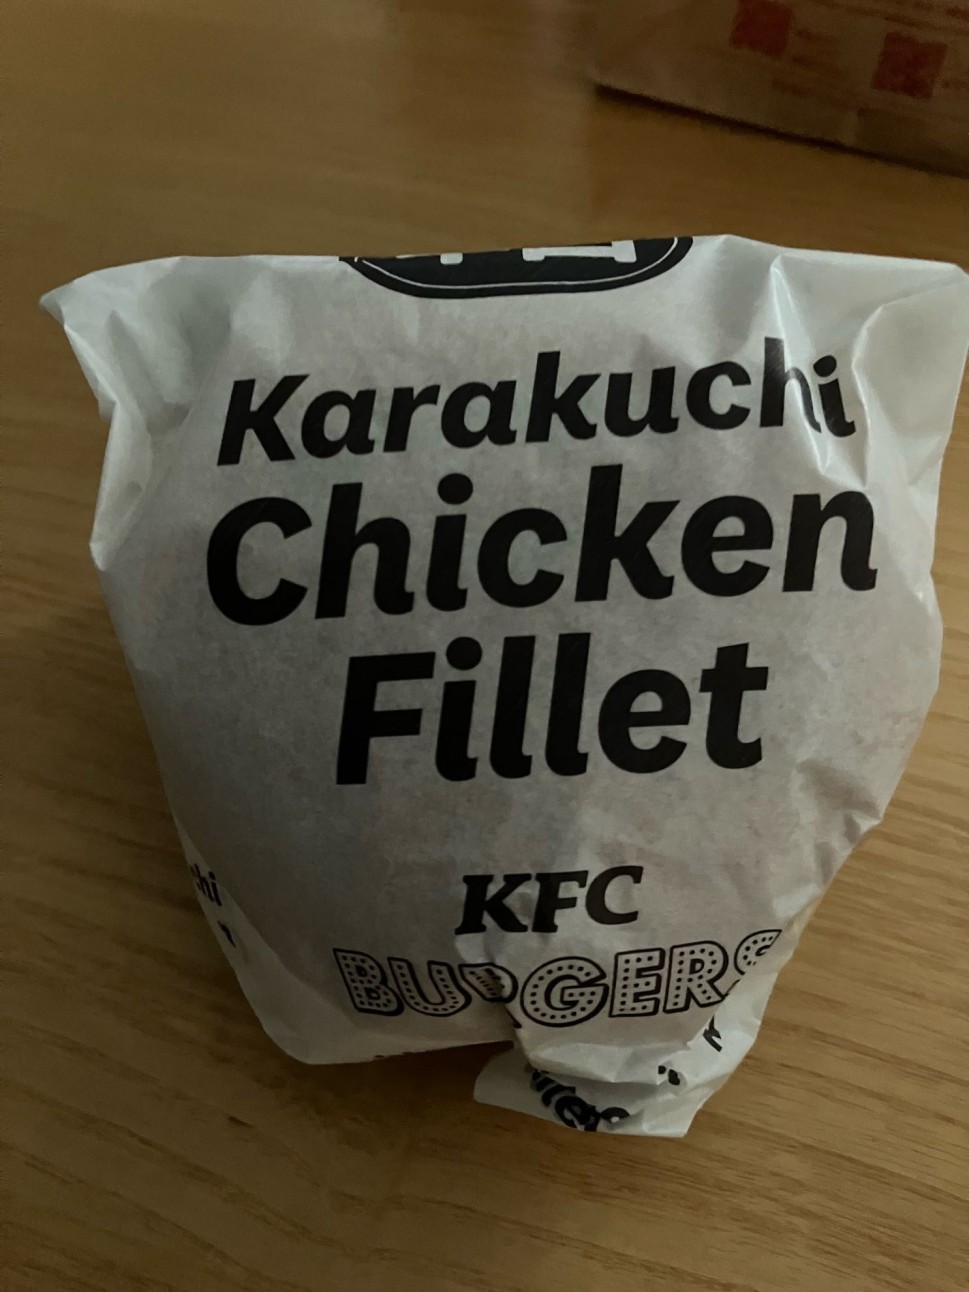 Karakuchi
Chicken
Fillet
KFC
BURGERS